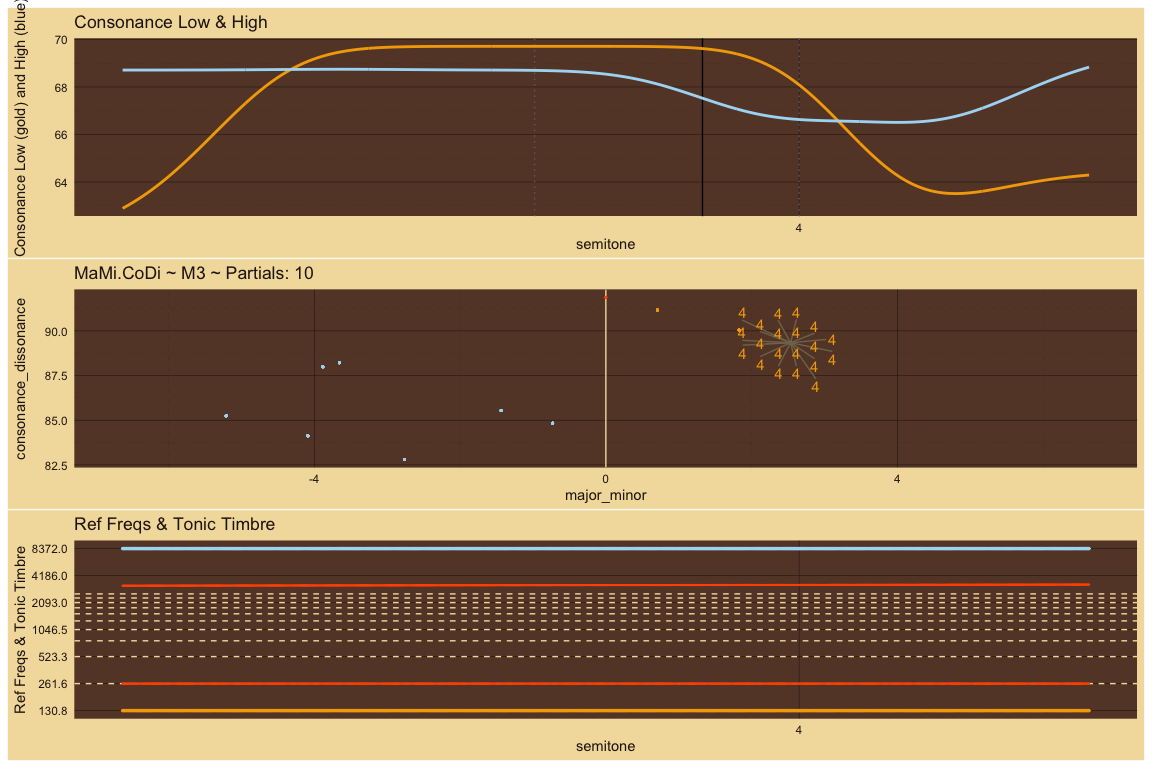 Consonance Low & High
Consonance Low (gold) and High (blue)
70
68
66
64
4
semitone
MaMi.CoDi ~ M3 ~ Partials: 10
consonance_dissonance
90.0
87.5
85.0
82.5
4 4 4
4 4
4 4 4 4
4 4
4 4 4 4 4
4 4
4 4
4
-4 0 4
major_minor
Ref Freqs & Tonic Timbre
Ref Freqs & Tonic Timbre
8372.0
4186.0
2093.0
1046.5
523.3
261.6
130.8
4
semitone